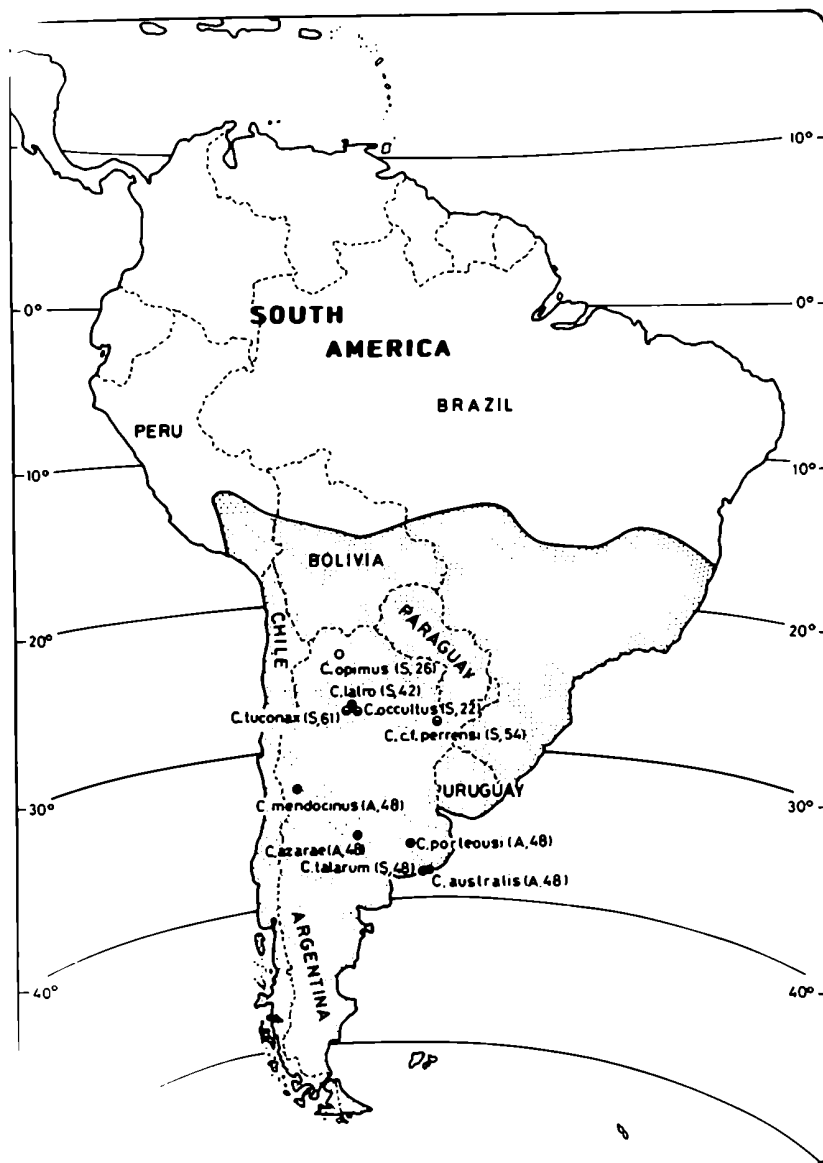 10°
10°
0°
0°
SOUTH
AMERICA
BRAZIL
PERU
10°
10°
BOLIVIA
PARAGUAY
CHILE
20°
20°
C.opimus (S,26)
C.latro (S,42)
C.tuconax (S,61)
C.occultus (S,22)
C.c.f.perrensi (S,54)
URUGUAY
C.mendocinus (A,48)
30°
30°
C.azarae (A,48)
C.porteousi (A,48)
C.talarum (S,48)
C.australis (A,48)
ARGENTINA
40°
40°